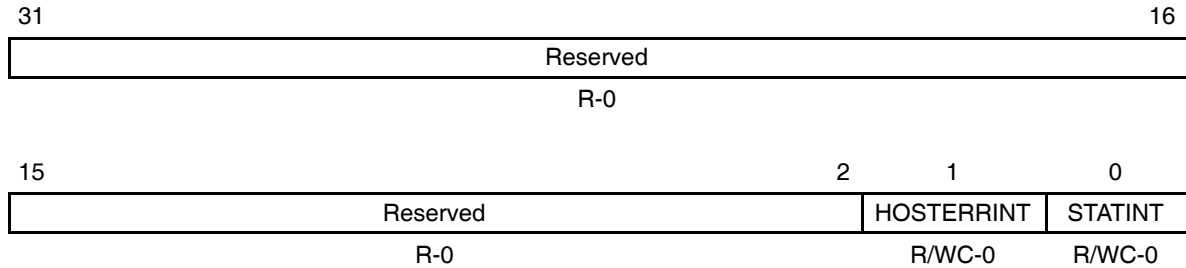 31 16
Reserved
R-0
15 2 1 0
Reserved HOSTERRINT STATINT
R-0 R/WC-0 R/WC-0